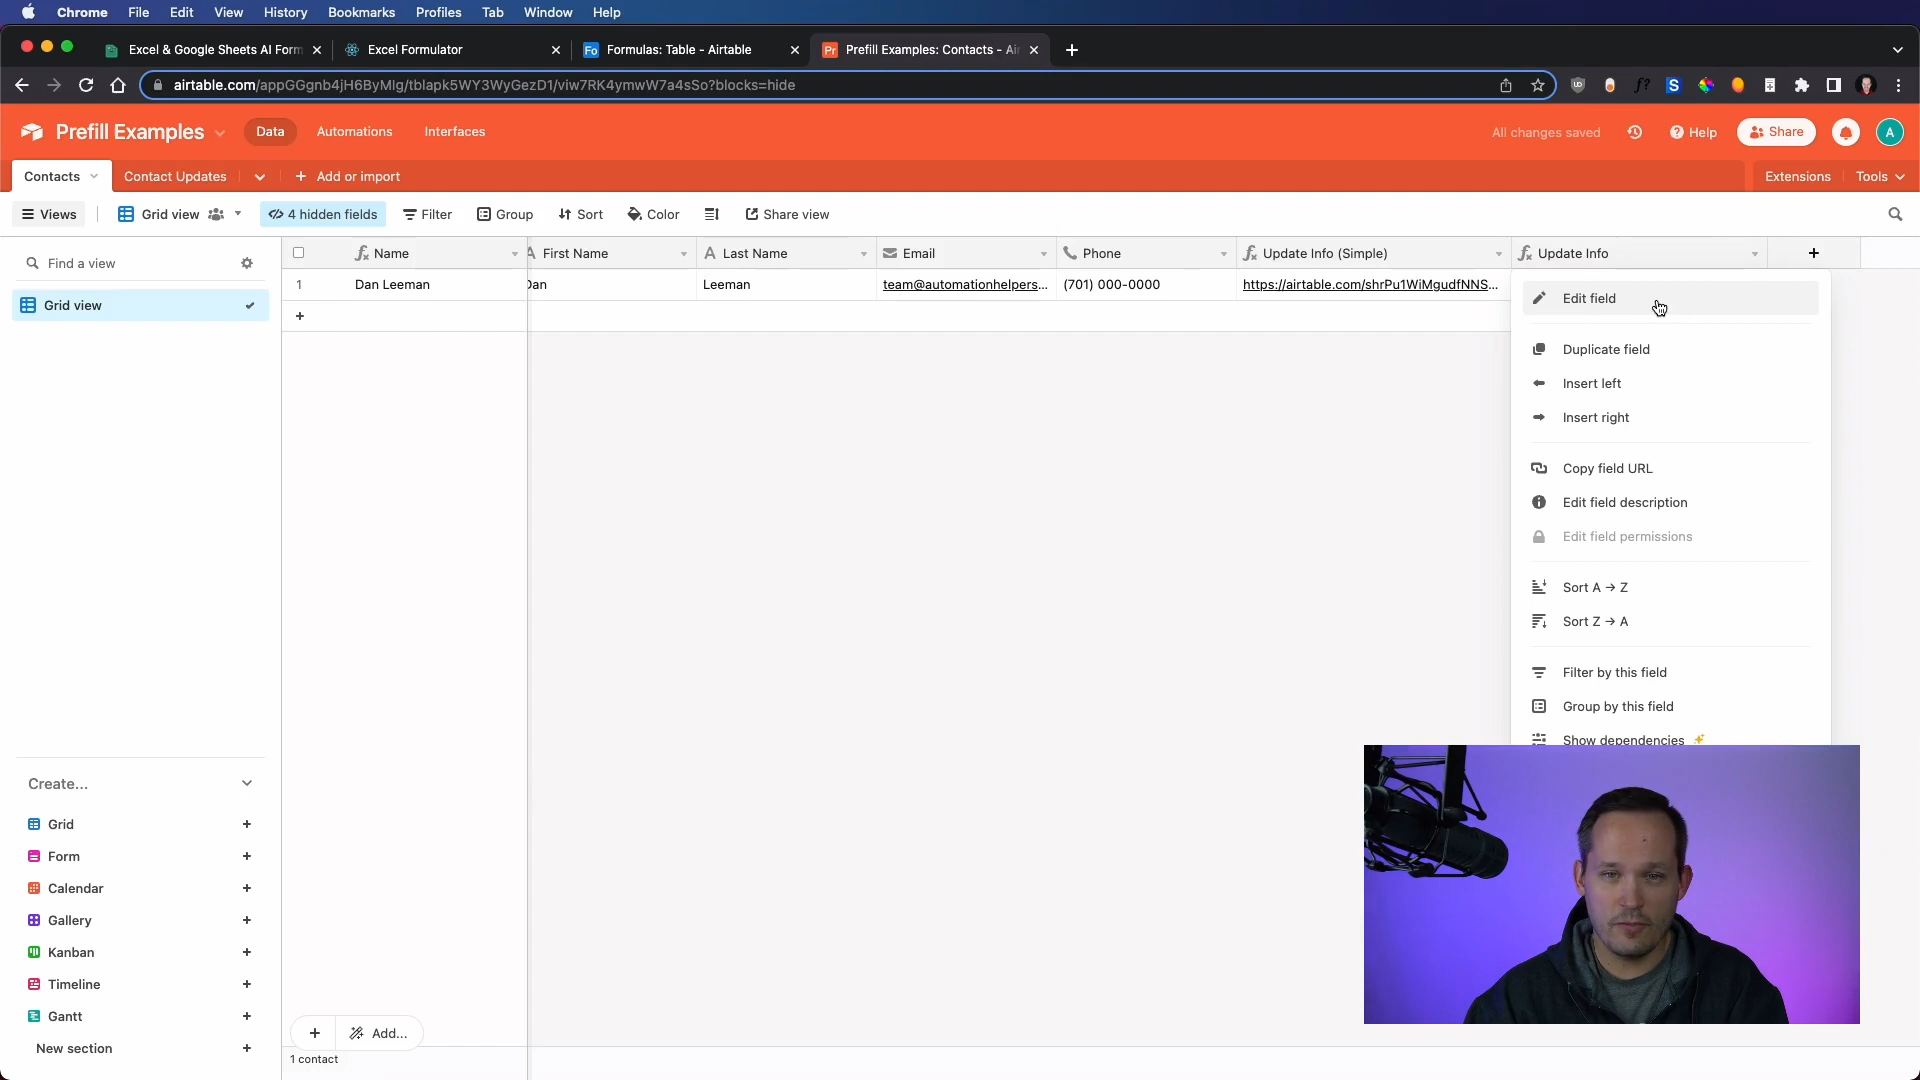 Chrome File Edit View History Bookmarks Profiles Tab Window Help
Excel & Google Sheets AI Form
Excel Formulator
Fo Formulas: Table - Airtable
Pr Prefill Examples: Contacts - Air
airtable.com/appGGgnb4jH6ByMlg/tblapk5WY3WyGezD1/viw7RK4ymwW7a4sSo?blocks=hide
Prefill Examples Data Automations Interfaces All changes saved Help Share A
Contacts Contact Updates Add or import Extensions Tools
Views Grid view 4 hidden fields Filter Group Sort Color Share view
Find a view
Grid view
Name First Name Last Name Email Phone Update Info (Simple) Update Info
1 Dan Leeman Dan Leeman team@automationhelpers... (701) 000-0000 https://airtable.com/shrPu1WiMgudfNNS...
Edit field
Duplicate field
Insert left
Insert right
Copy field URL
Edit field description
Edit field permissions
Sort A → Z
Sort Z → A
Filter by this field
Group by this field
Show dependencies
Create...
Grid
Form
Calendar
Gallery
Kanban
Timeline
Gantt
New section
Add...
1 contact